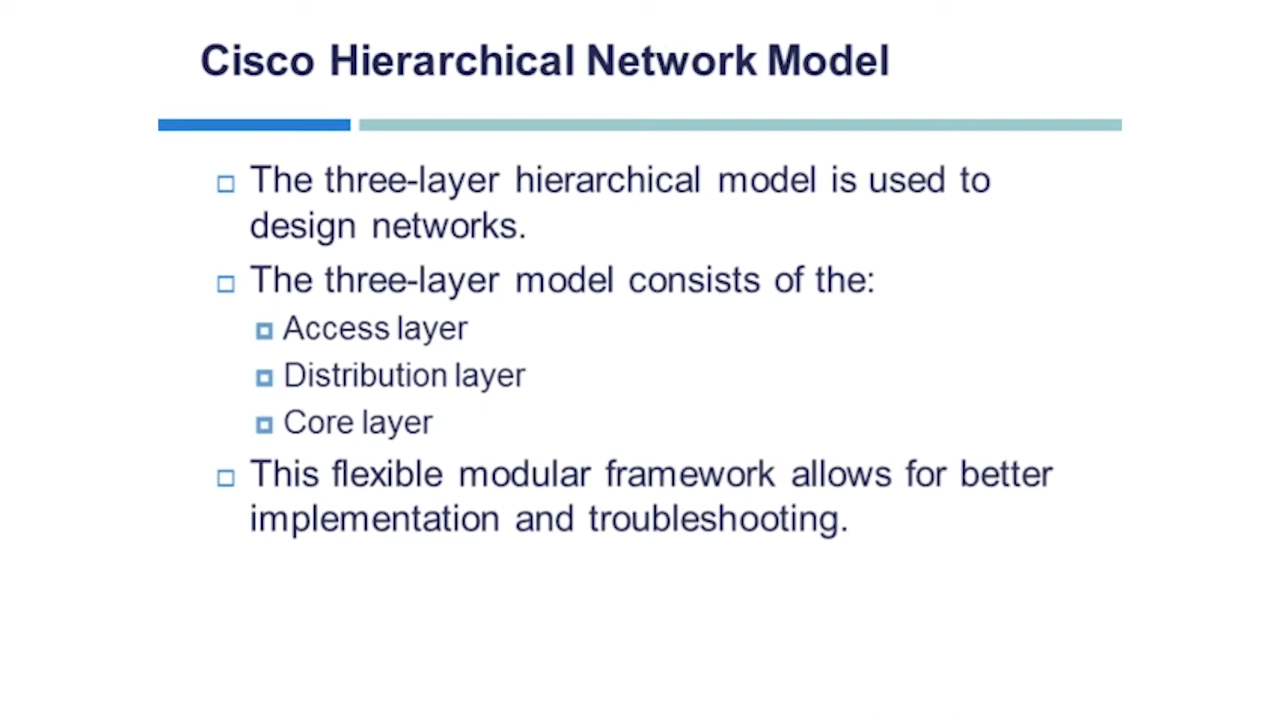 Cisco Hierarchical Network Model
The three-layer hierarchical model is used to
design networks.
The three-layer model consists of the:
Access layer
Distribution layer
Core layer
This flexible modular framework allows for better
implementation and troubleshooting.